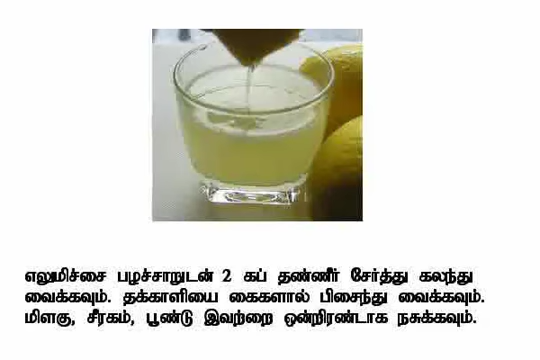 எலுமிச்சை பழச்சாறுடன் 2 கப் தண்ணீர் சேர்த்து கலந்து
வைக்கவும். தக்காளியை கைகளால் பிசைந்து வைக்கவும்.
மிளகு, சீரகம், பூண்டு இவற்றை ஒன்றிரண்டாக நசுக்கவும்.